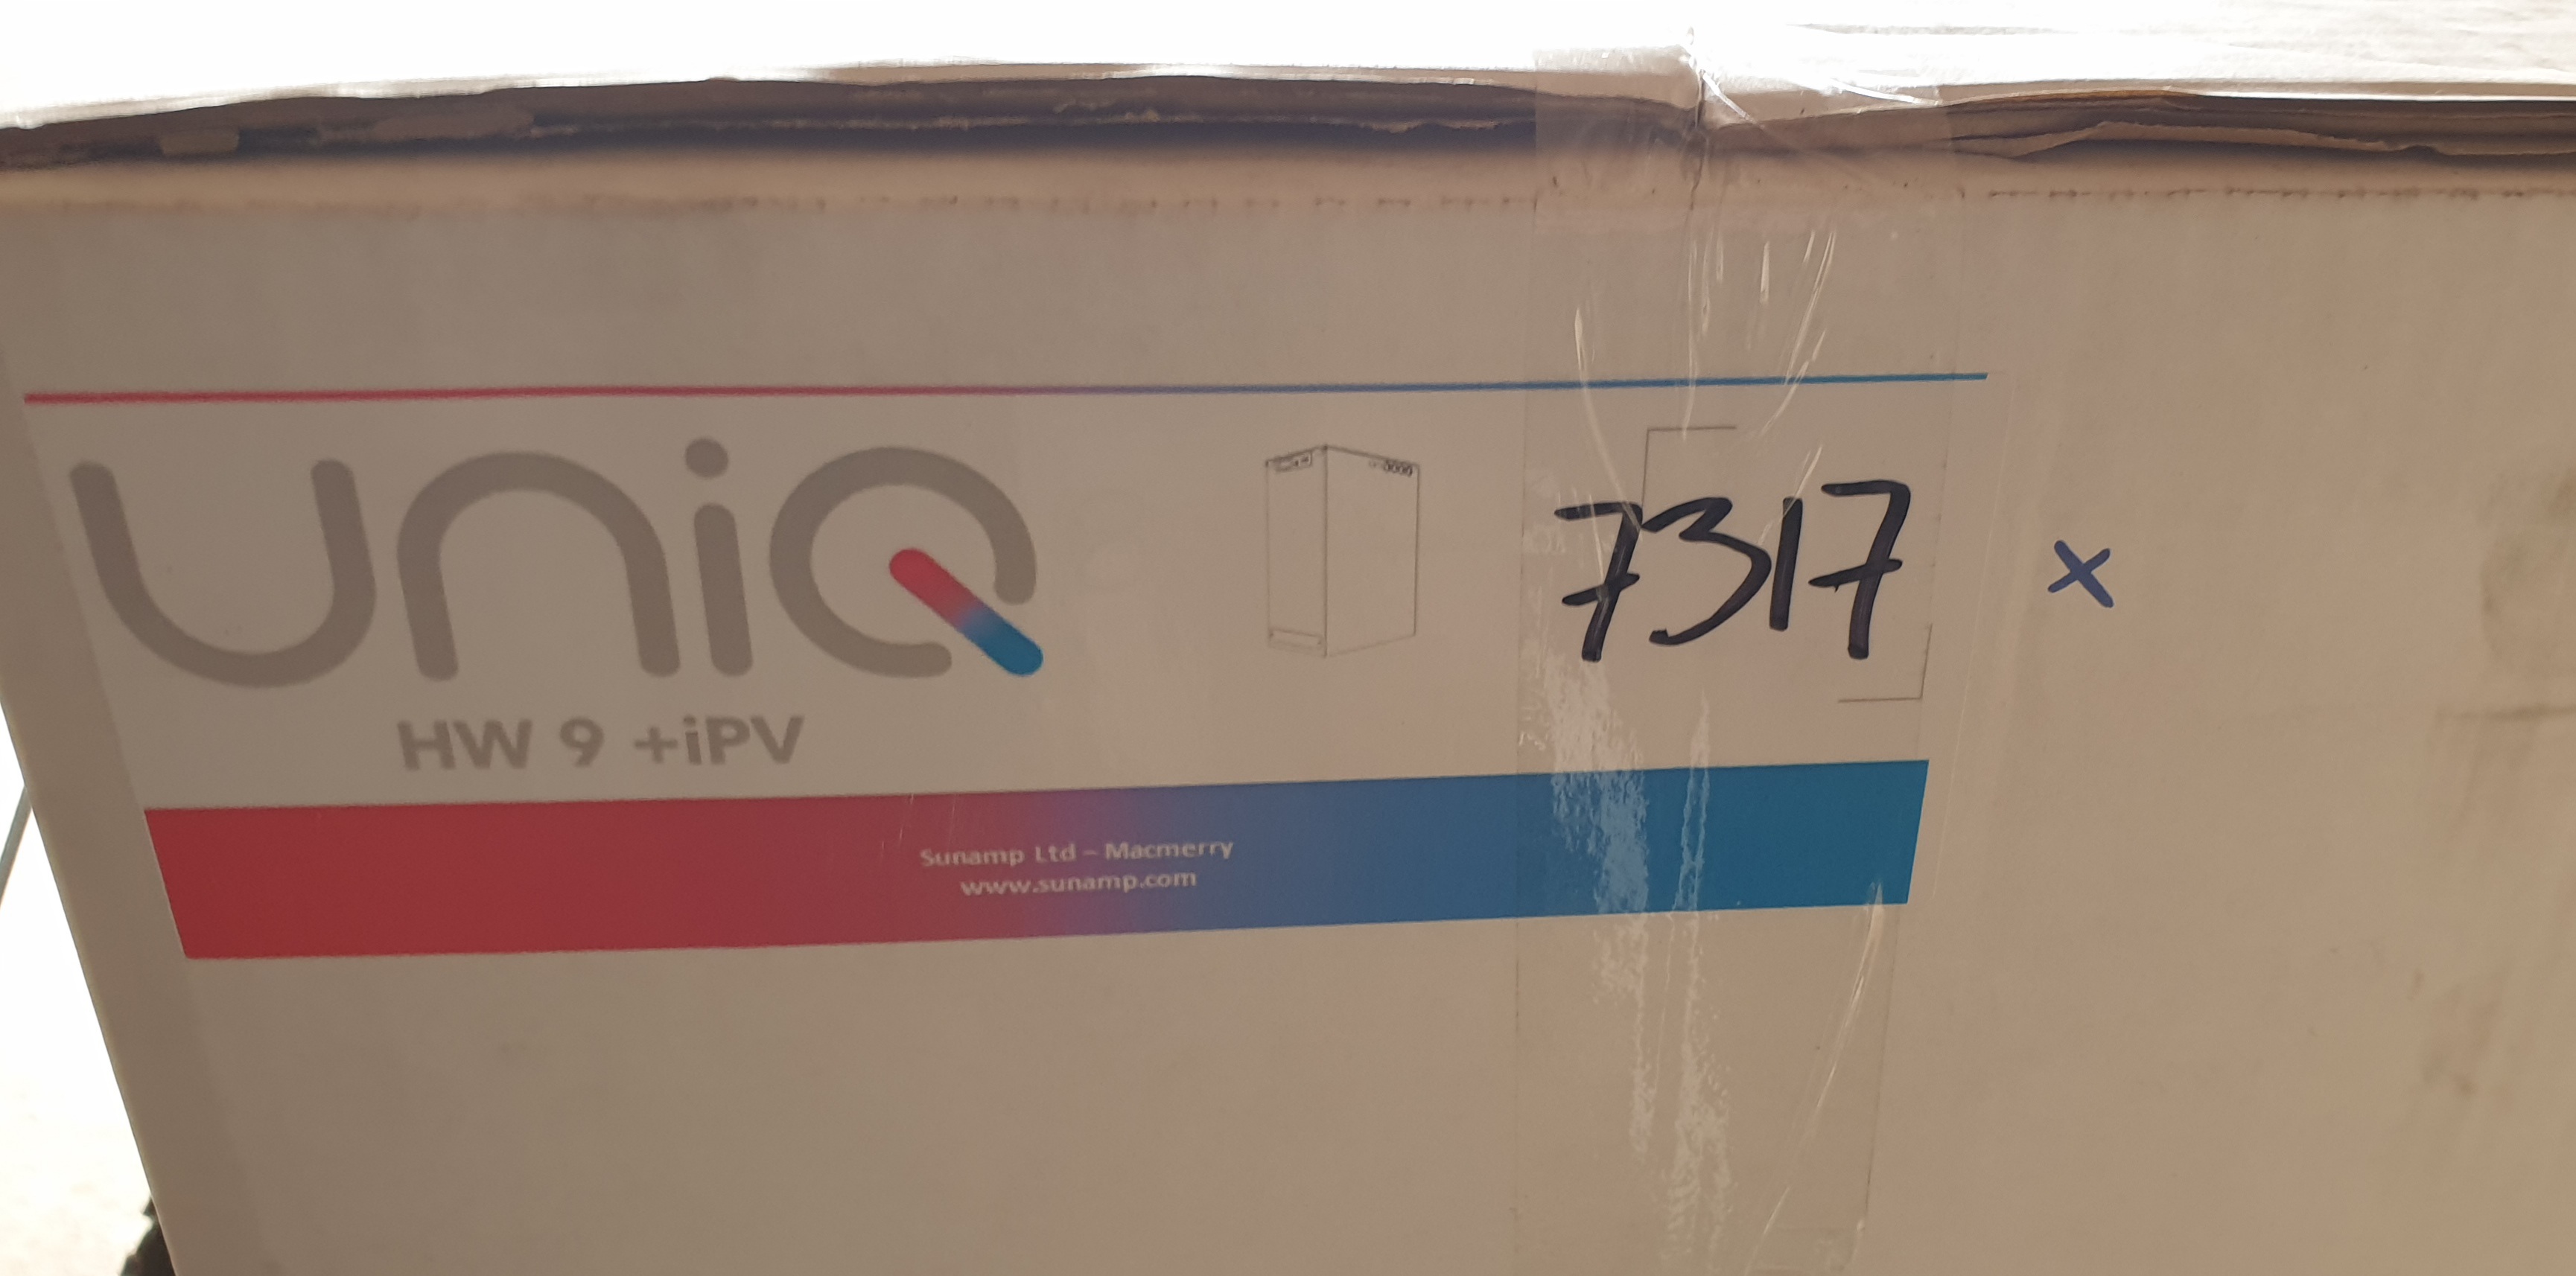 uniQ
HW 9 +iPV
7317 x
Sunamp Ltd – Macmerry
www.sunamp.com